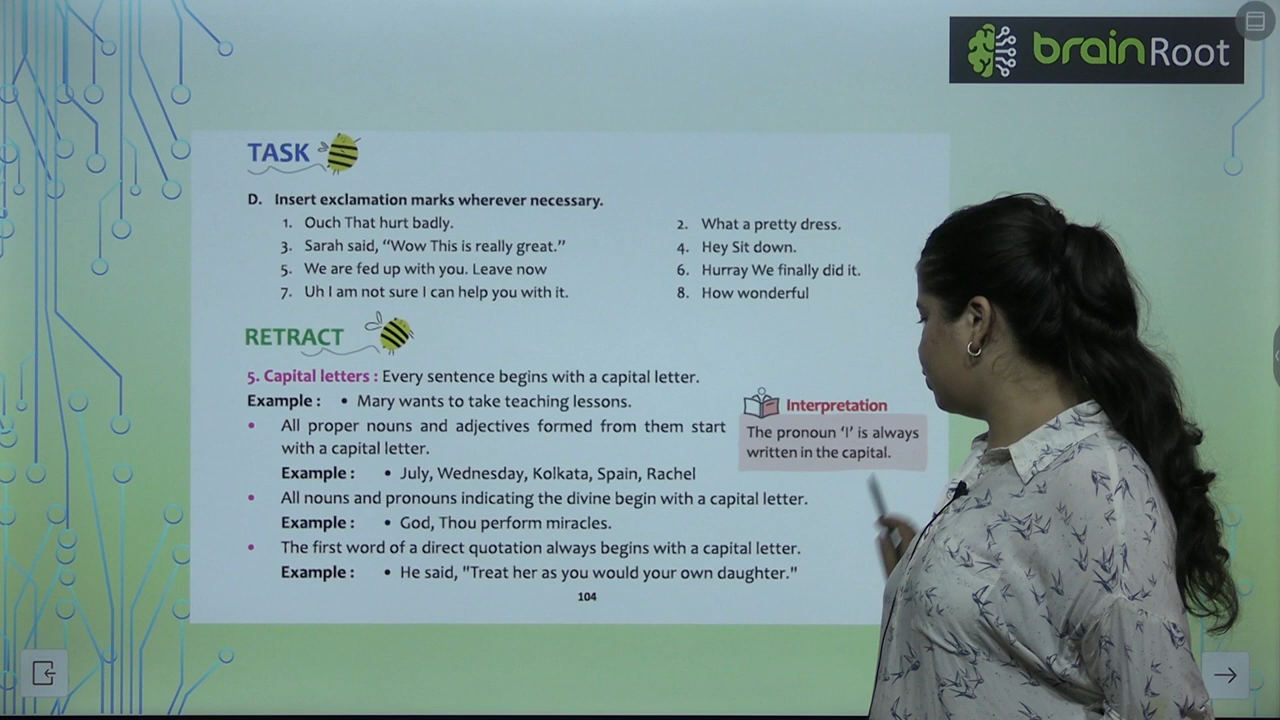 brainRoot
TASK
D. Insert exclamation marks wherever necessary.
1. Ouch That hurt badly.
2. What a pretty dress.
3. Sarah said, “Wow This is really great.”
4. Hey Sit down.
5. We are fed up with you. Leave now
6. Hurray We finally did it.
7. Uh I am not sure I can help you with it.
8. How wonderful
RETRACT
5. Capital letters : Every sentence begins with a capital letter.
Example : • Mary wants to take teaching lessons.
• All proper nouns and adjectives formed from them start
with a capital letter.
Example : • July, Wednesday, Kolkata, Spain, Rachel
Interpretation
The pronoun ‘I’ is always
written in the capital.
• All nouns and pronouns indicating the divine begin with a capital letter.
Example : • God, Thou perform miracles.
• The first word of a direct quotation always begins with a capital letter.
Example : • He said, "Treat her as you would your own daughter."
104